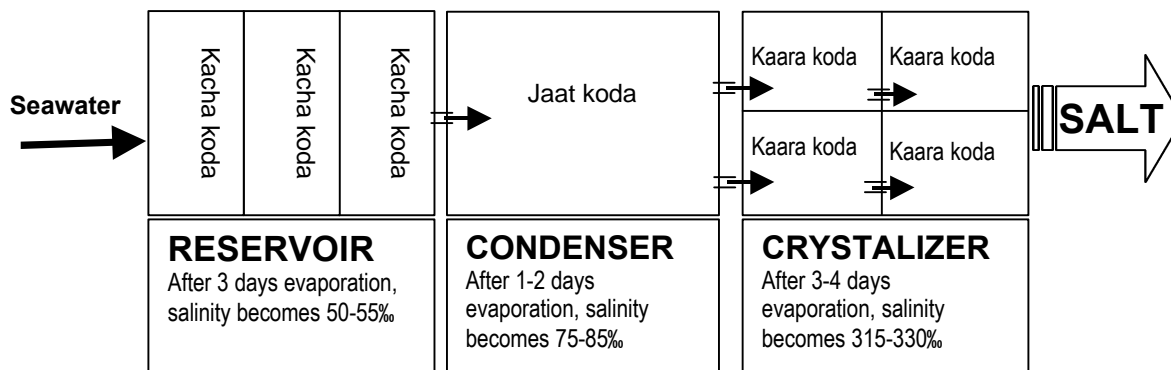 Seawater
Kacha koda
Kacha koda
Kacha koda
Jaat koda
Kaara koda
Kaara koda
Kaara koda
Kaara koda
SALT
RESERVOIR
After 3 days evaporation,
salinity becomes 50-55‰
CONDENSER
After 1-2 days
evaporation, salinity
becomes 75-85‰
CRYSTALIZER
After 3-4 days
evaporation, salinity
becomes 315-330‰